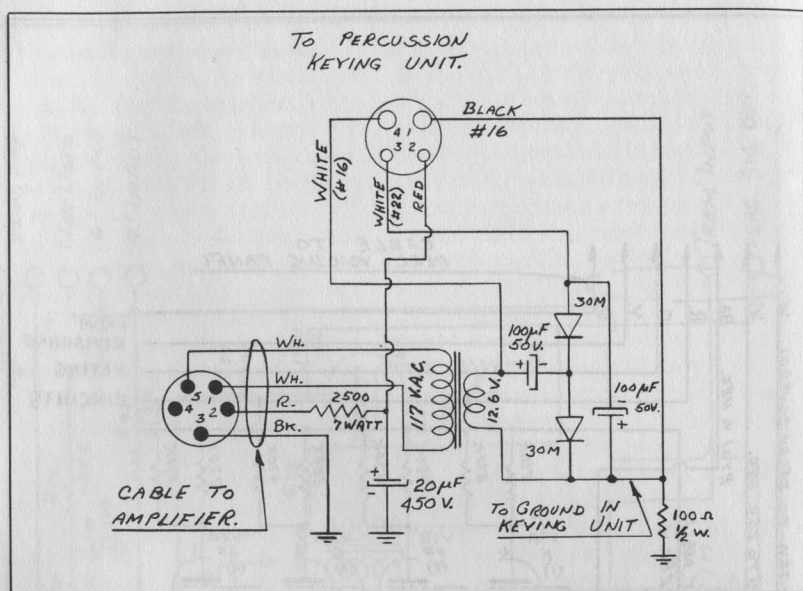 To PERCUSSION
KEYING UNIT.
BLACK
#16
4 1
3 2
WHITE
(#16)
WHITE
(#22)
RED
30M
100µF
50V.
+ -
100µF
-
50V.
+
30M
117 V.A.C.
12.6 V.
WH.
WH.
R.
BK.
5 1
4 2
3
2500
7 WATT
+
-
20µF
450 V.
CABLE TO
AMPLIFIER.
To GROUND IN
KEYING UNIT
100 Ω
½ W.